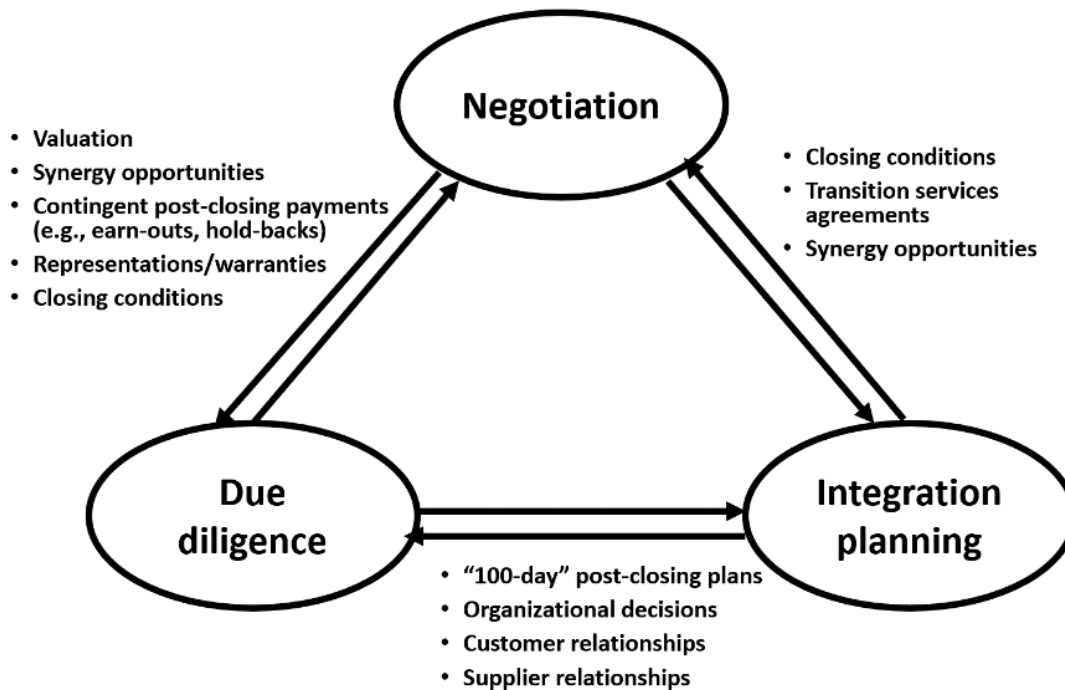 Negotiation
• Valuation
• Synergy opportunities
• Contingent post-closing payments
(e.g., earn-outs, hold-backs)
• Representations/warranties
• Closing conditions
• Closing conditions
• Transition services
agreements
• Synergy opportunities
Due
diligence
Integration
planning
• “100-day” post-closing plans
• Organizational decisions
• Customer relationships
• Supplier relationships